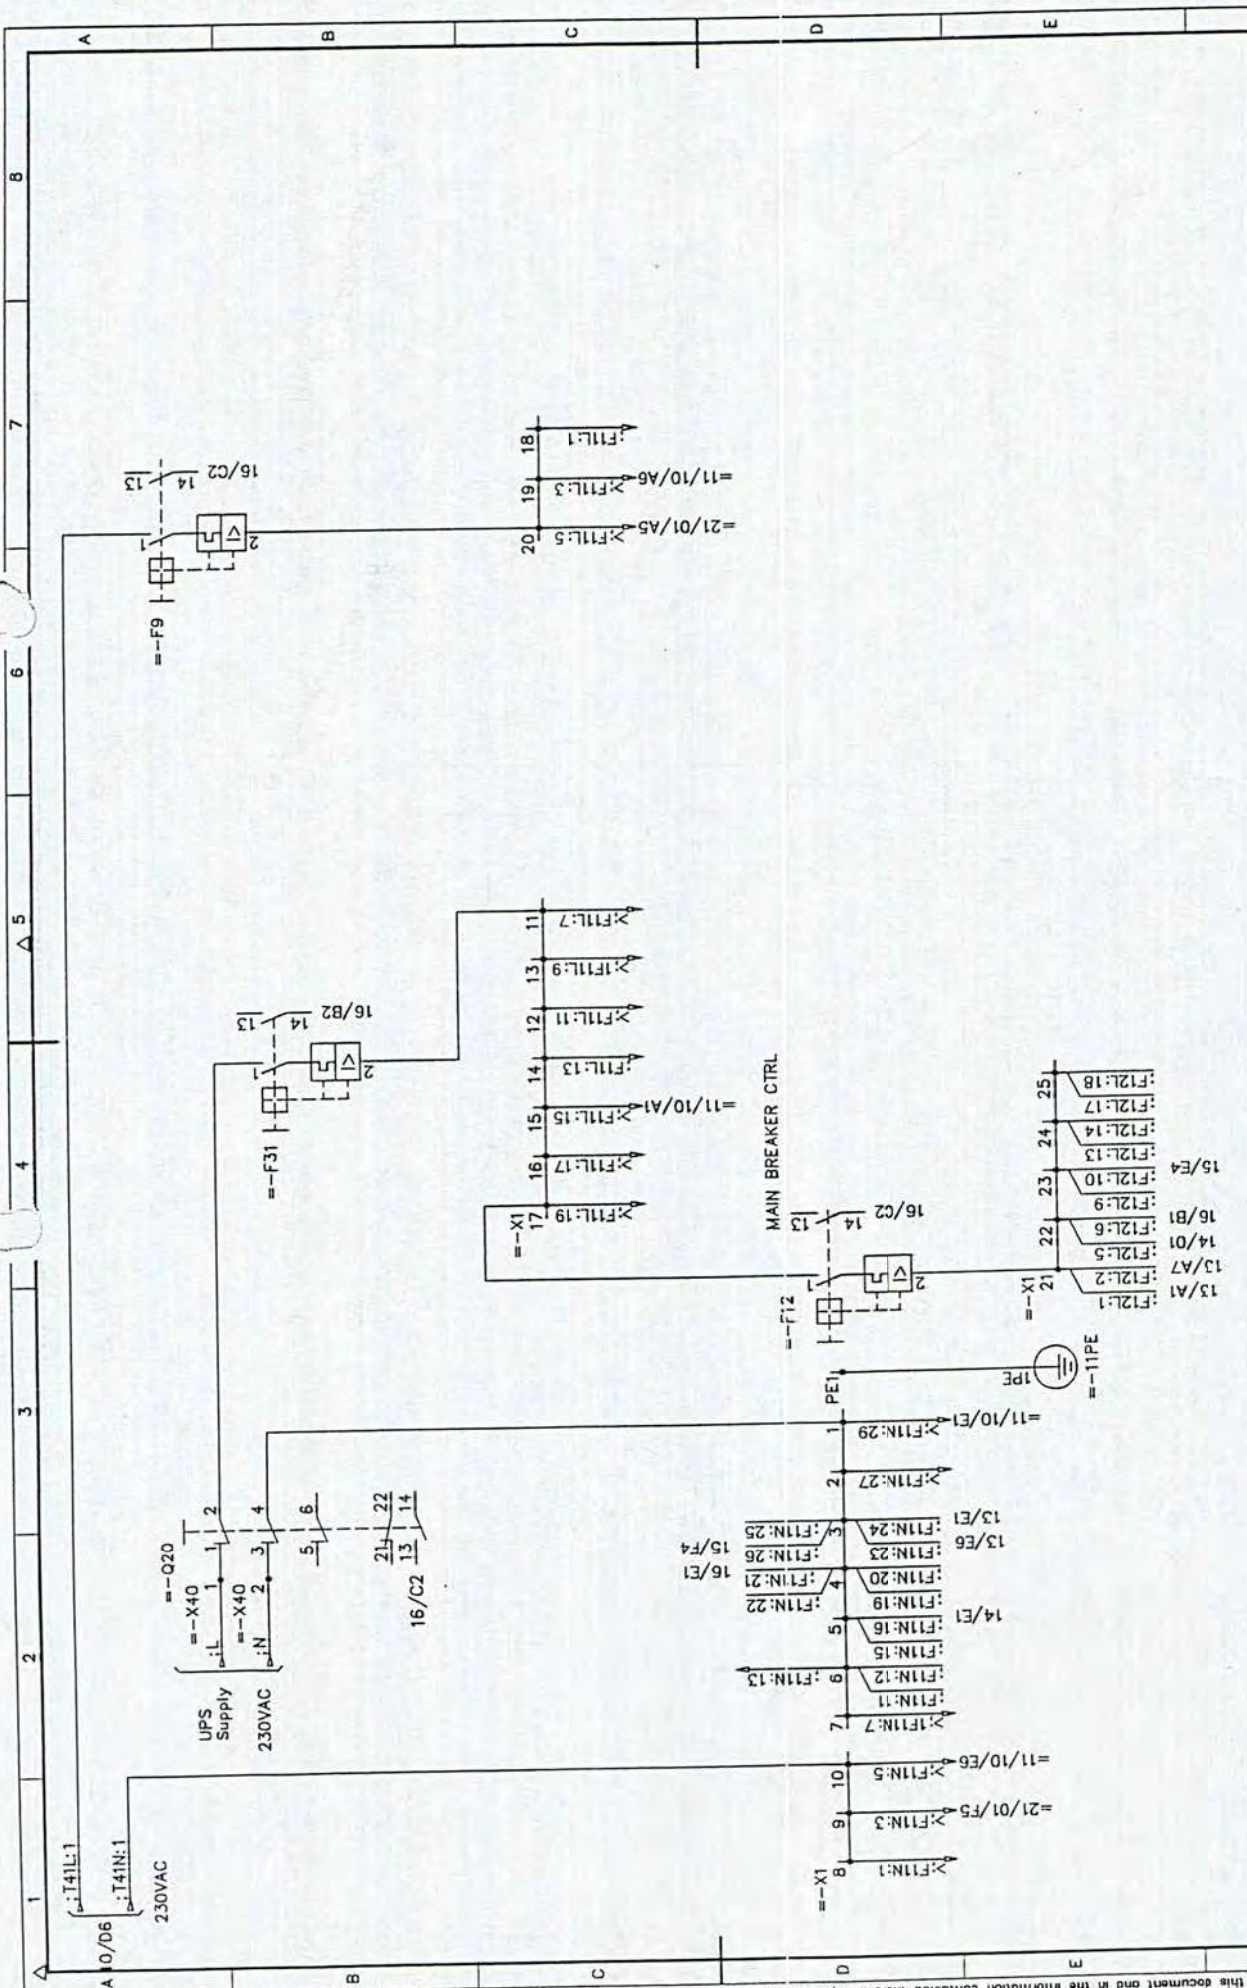 1
2
3
4
5
6
7
8
A
B
C
D
E
A
B
C
D
E
A 10/D6
:T41L:1
:T41N:1
230VAC
UPS
Supply
230VAC
:L
:N
=-X40
1
=-X40
2
=-Q20
1
2
3
4
5
6
21
22
13
14
16/C2
=-F31
1
2
13
14
16/B2
=-F9
1
2
13
14
16/C2
20
19
18
>:F11L:5
=21/01/A5
>:F11L:3
=11/10/A6
:F11L:1
=-X1
17
16
15
14
12
13
11
>:F11L:19
>:F11L:17
>:F11L:15
=11/10/A1
:F11L:13
>:F11L:11
>:1F11L:9
>:F11L:7
MAIN BREAKER CTRL
=-F12
1
2
13
14
16/C2
=-X1
21
22
23
24
25
:F12L:1
13/A1
:F12L:2
13/A7
:F12L:5
14/D1
:F12L:6
16/B1
:F12L:9
:F12L:10
15/E4
:F12L:13
:F12L:14
:F12L:17
:F12L:18
=-X1
8
9
10
>:F11N:1
>:F11N:3
=21/01/F5
>:F11N:5
=11/10/E6
7
6
5
4
3
2
1
PE1
>:1F11N:7
:F11N:13
:F11N:11
:F11N:12
:F11N:15
:F11N:16
14/E1
:F11N:22
:F11N:21
16/E1
:F11N:19
:F11N:20
:F11N:26
15/F4
:F11N:25
:F11N:23
13/E6
:F11N:24
13/E1
>:F11N:27
>:F11N:29
=11/10/E1
1PE
=-11PE
this document and in the information contained